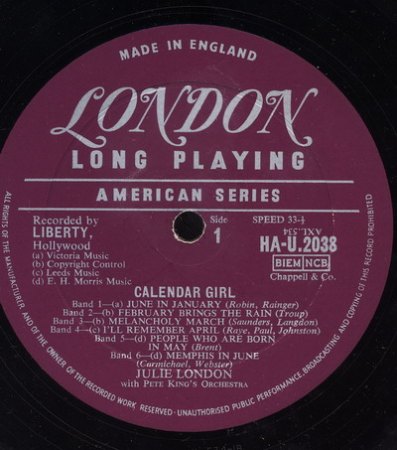 MADE IN ENGLAND
LONDON
LONG PLAYING
AMERICAN SERIES
Recorded by
LIBERTY,
Hollywood
(a) Victoria Music
(b) Copyright Control
(c) Leeds Music
(d) E. H. Morris Music
Side
1
SPEED 33⅓
AXL.534
HA-U.2038
BIEM NCB
Chappell & Co.
CALENDAR GIRL
Band 1—(a) JUNE IN JANUARY (Robin, Rainger)
Band 2—(b) FEBRUARY BRINGS THE RAIN (Troup)
Band 3—(b) MELANCHOLY MARCH (Saunders, Langdon)
Band 4—(c) I'LL REMEMBER APRIL (Raye, Paul, Johnston)
Band 5—(d) PEOPLE WHO ARE BORN
IN MAY (Brent)
Band 6—(d) MEMPHIS IN JUNE
(Carmichael, Webster)
JULIE LONDON
with PETE KING'S ORCHESTRA
ALL RIGHTS OF THE MANUFACTURER AND OF THE OWNER OF THE RECORDED WORK RESERVED · UNAUTHORISED PUBLIC PERFORMANCE, BROADCASTING AND COPYING OF THIS RECORD PROHIBITED